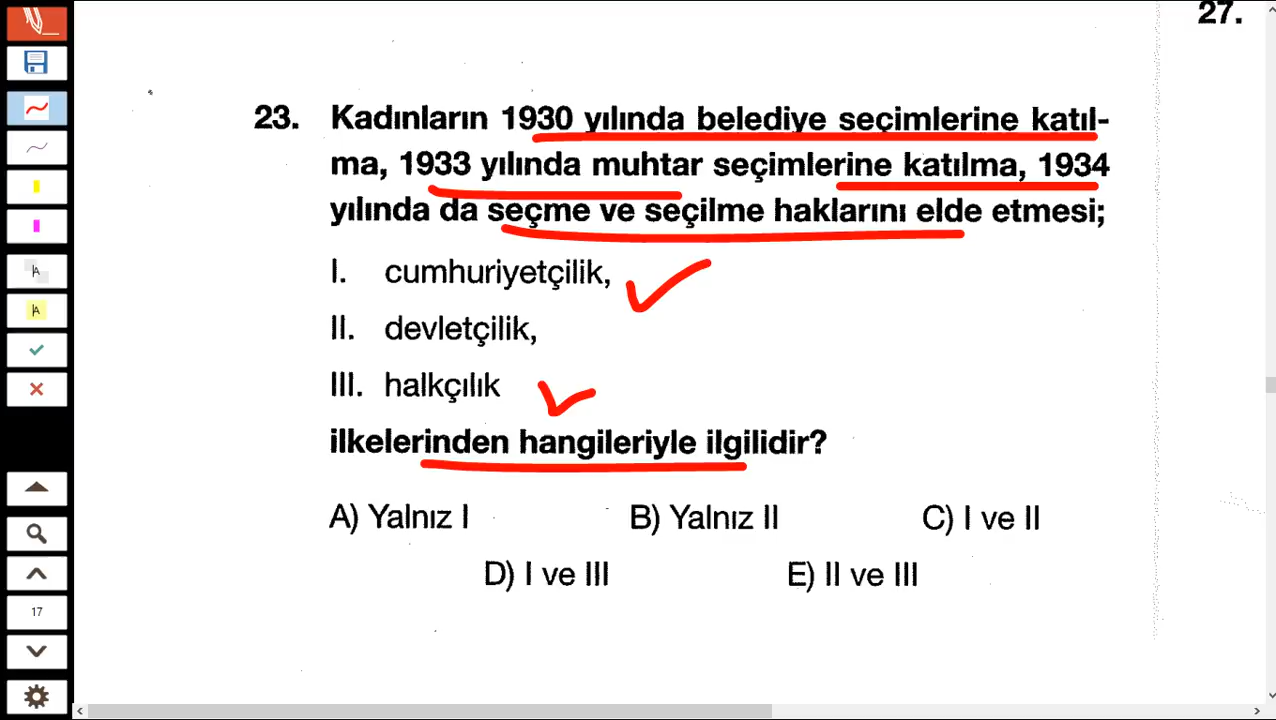 27.
23. Kadınların 1930 yılında belediye seçimlerine katıl-
ma, 1933 yılında muhtar seçimlerine katılma, 1934
yılında da seçme ve seçilme haklarını elde etmesi;
I. cumhuriyetçilik,
II. devletçilik,
III. halkçılık
ilkelerinden hangileriyle ilgilidir?
A) Yalnız I B) Yalnız II C) I ve II
D) I ve III E) II ve III
A
A
17